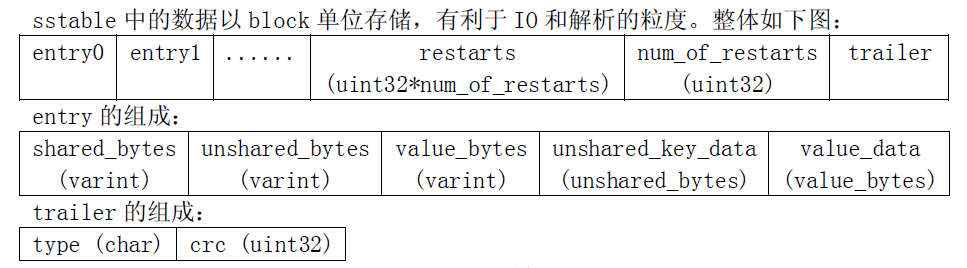 sstable 中的数据以 block 单位存储，有利于 IO 和解析的粒度。整体如下图：
entry0 entry1 ...... restarts num_of_restarts trailer
(uint32*num_of_restarts) (uint32)
entry 的组成：
shared_bytes unshared_bytes value_bytes unshared_key_data value_data
(varint) (varint) (varint) (unshared_bytes) (value_bytes)
trailer 的组成：
type (char) crc (uint32)